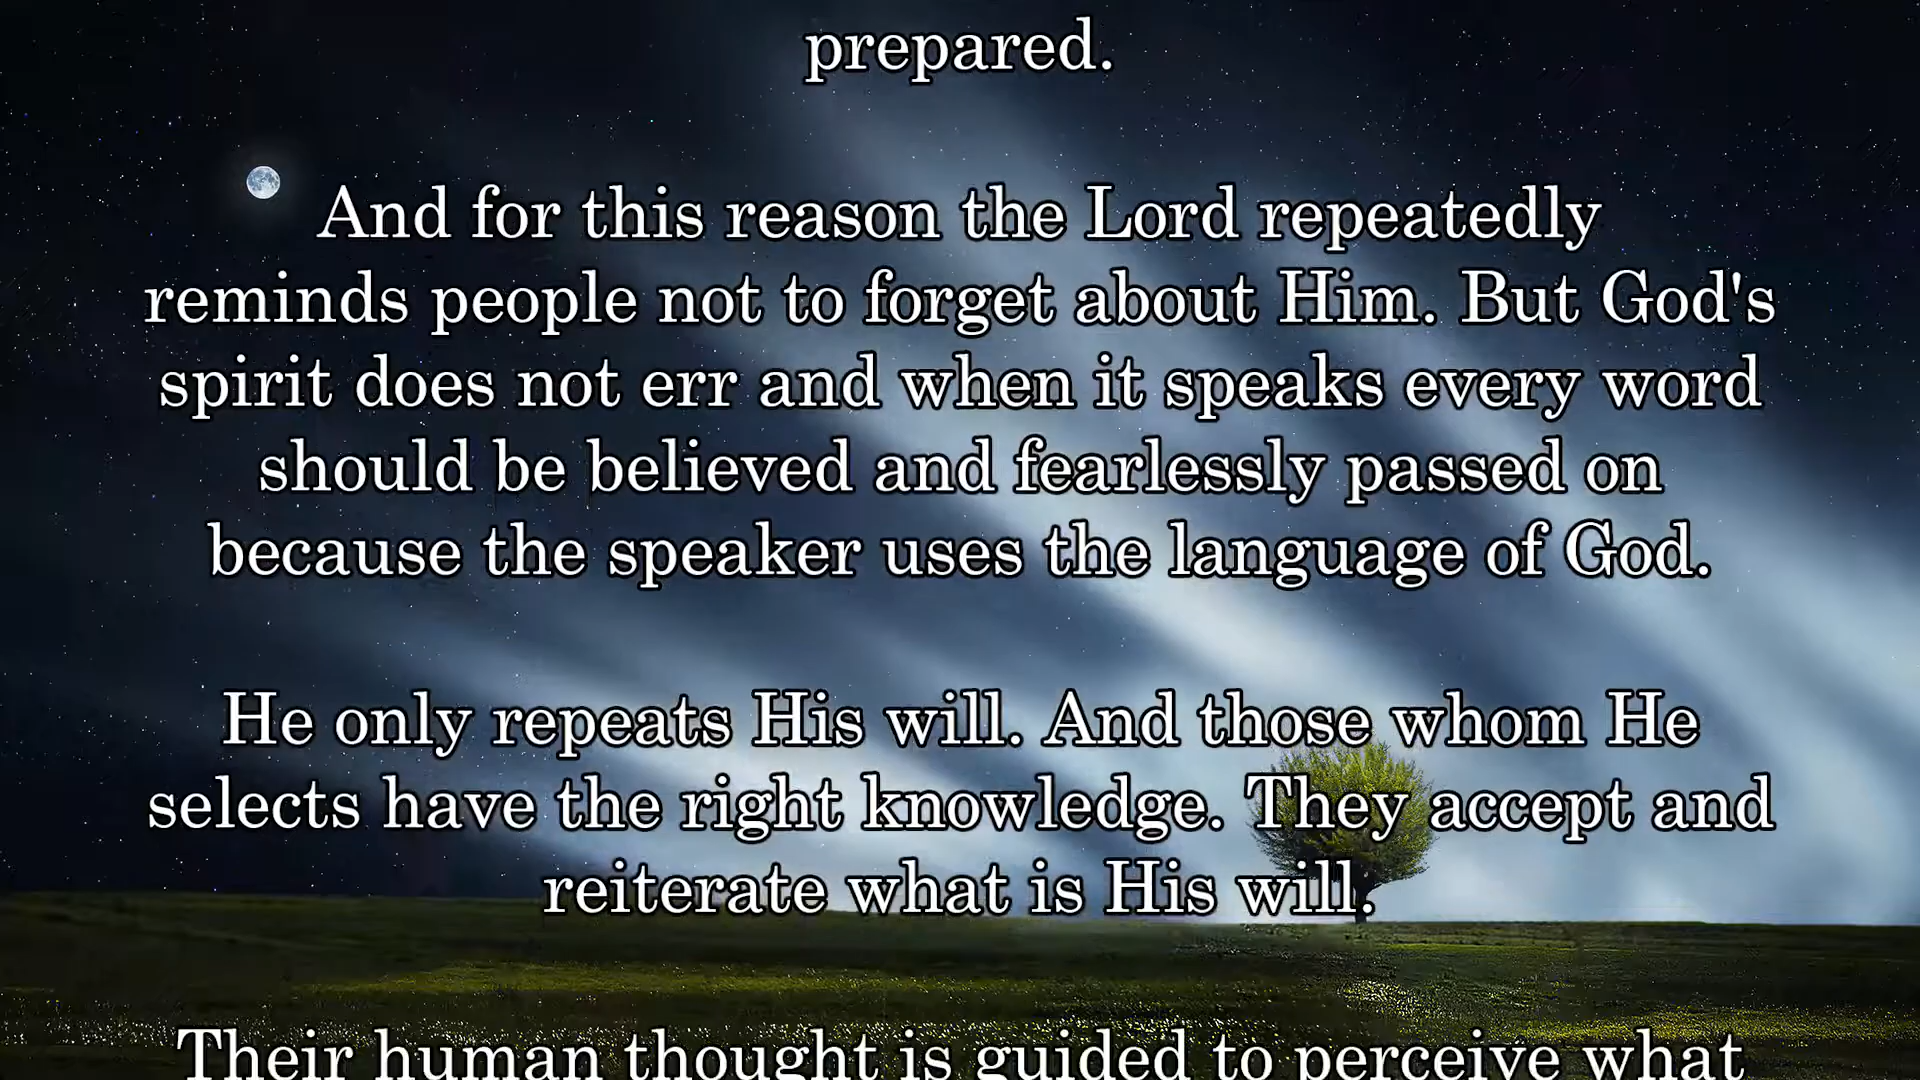 prepared.
And for this reason the Lord repeatedly
reminds people not to forget about Him. But God's
spirit does not err and when it speaks every word
should be believed and fearlessly passed on
because the speaker uses the language of God.
He only repeats His will. And those whom He
selects have the right knowledge. They accept and
reiterate what is His will.
Their human thought is guided to perceive what